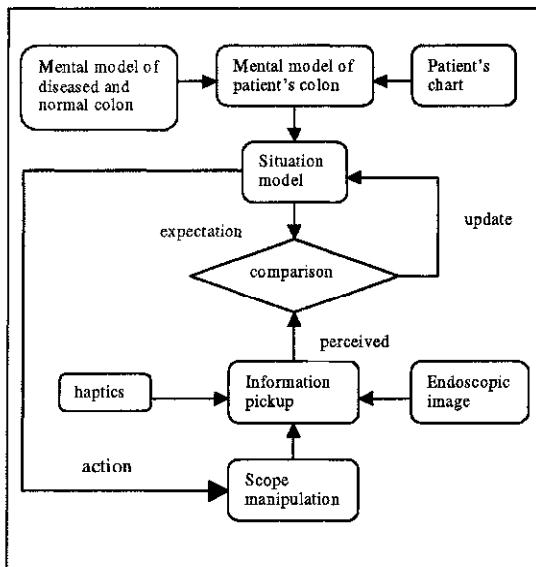 Mental model of
diseased and
normal colon
Mental model of
patient's colon
Patient's
chart
Situation
model
expectation
update
comparison
perceived
haptics
Information
pickup
Endoscopic
image
action
Scope
manipulation